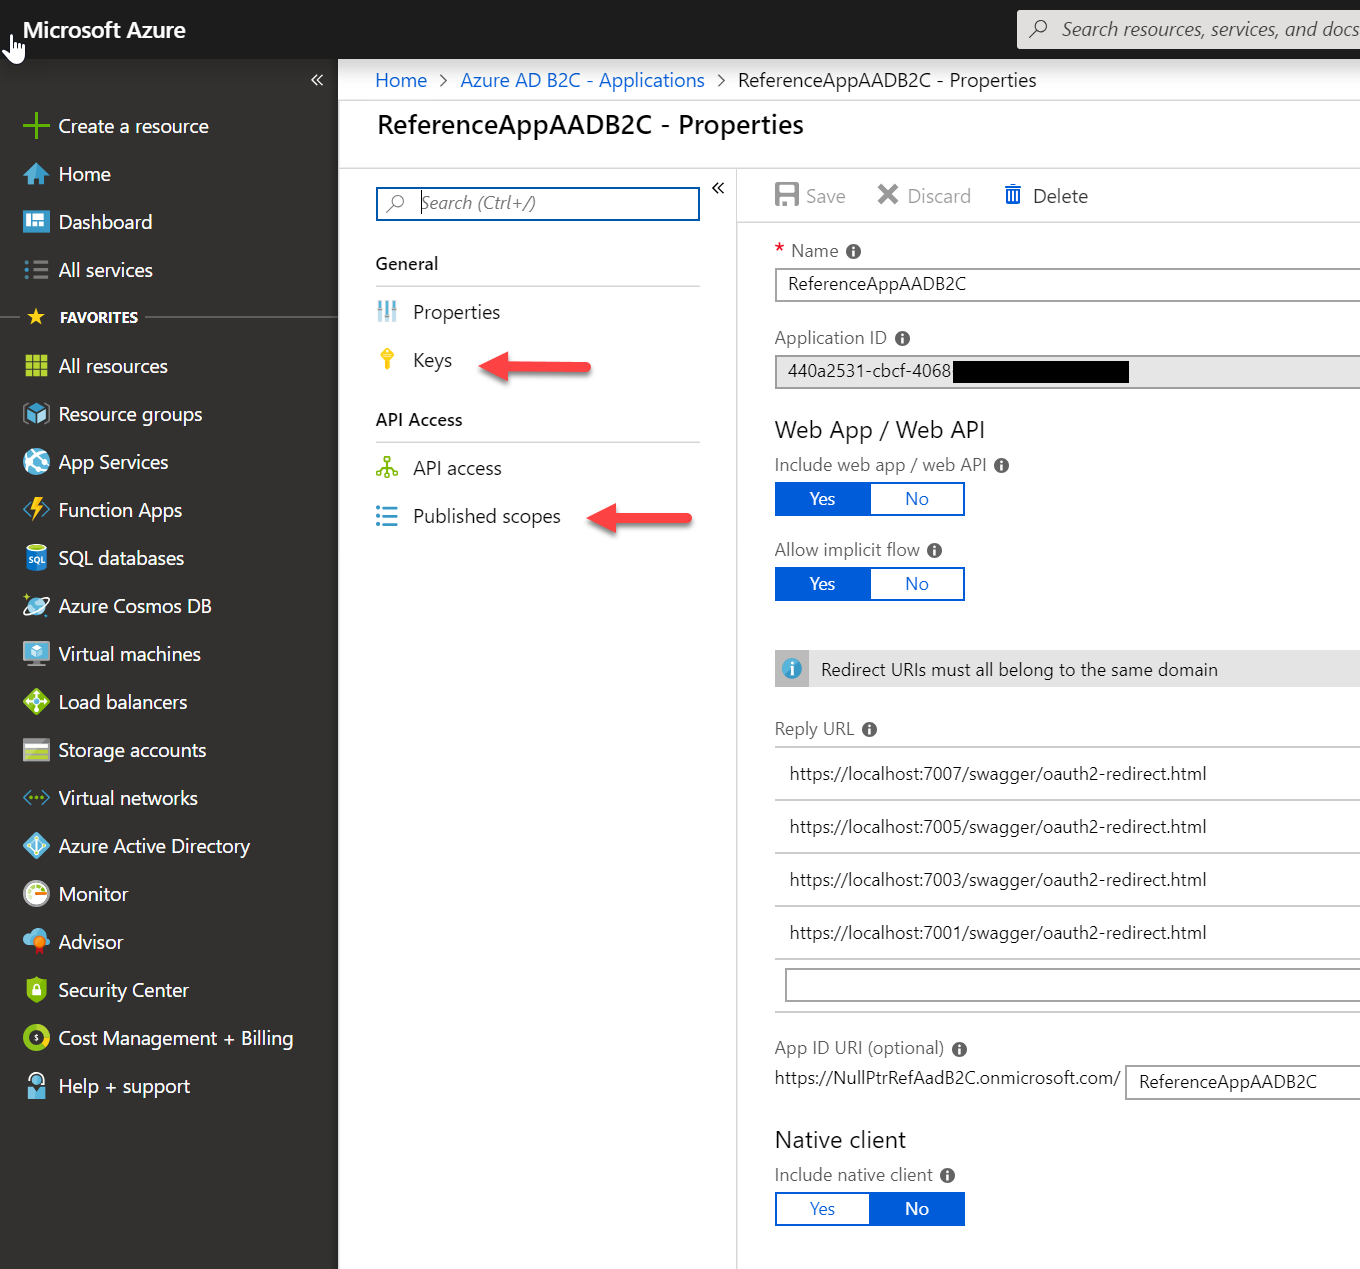 Microsoft Azure
Search resources, services, and docs
Create a resource
Home
Dashboard
All services
FAVORITES
All resources
Resource groups
App Services
Function Apps
SQL databases
Azure Cosmos DB
Virtual machines
Load balancers
Storage accounts
Virtual networks
Azure Active Directory
Monitor
Advisor
Security Center
Cost Management + Billing
Help + support
Home > Azure AD B2C - Applications > ReferenceAppAADB2C - Properties
ReferenceAppAADB2C - Properties
Search (Ctrl+/)
General
Properties
Keys
API Access
API access
Published scopes
Save Discard Delete
* Name
ReferenceAppAADB2C
Application ID
440a2531-cbcf-4068-
Web App / Web API
Include web app / web API
Yes No
Allow implicit flow
Yes No
Redirect URIs must all belong to the same domain
Reply URL
https://localhost:7007/swagger/oauth2-redirect.html
https://localhost:7005/swagger/oauth2-redirect.html
https://localhost:7003/swagger/oauth2-redirect.html
https://localhost:7001/swagger/oauth2-redirect.html
App ID URI (optional)
https://NullPtrRefAadB2C.onmicrosoft.com/ ReferenceAppAADB2C
Native client
Include native client
Yes No